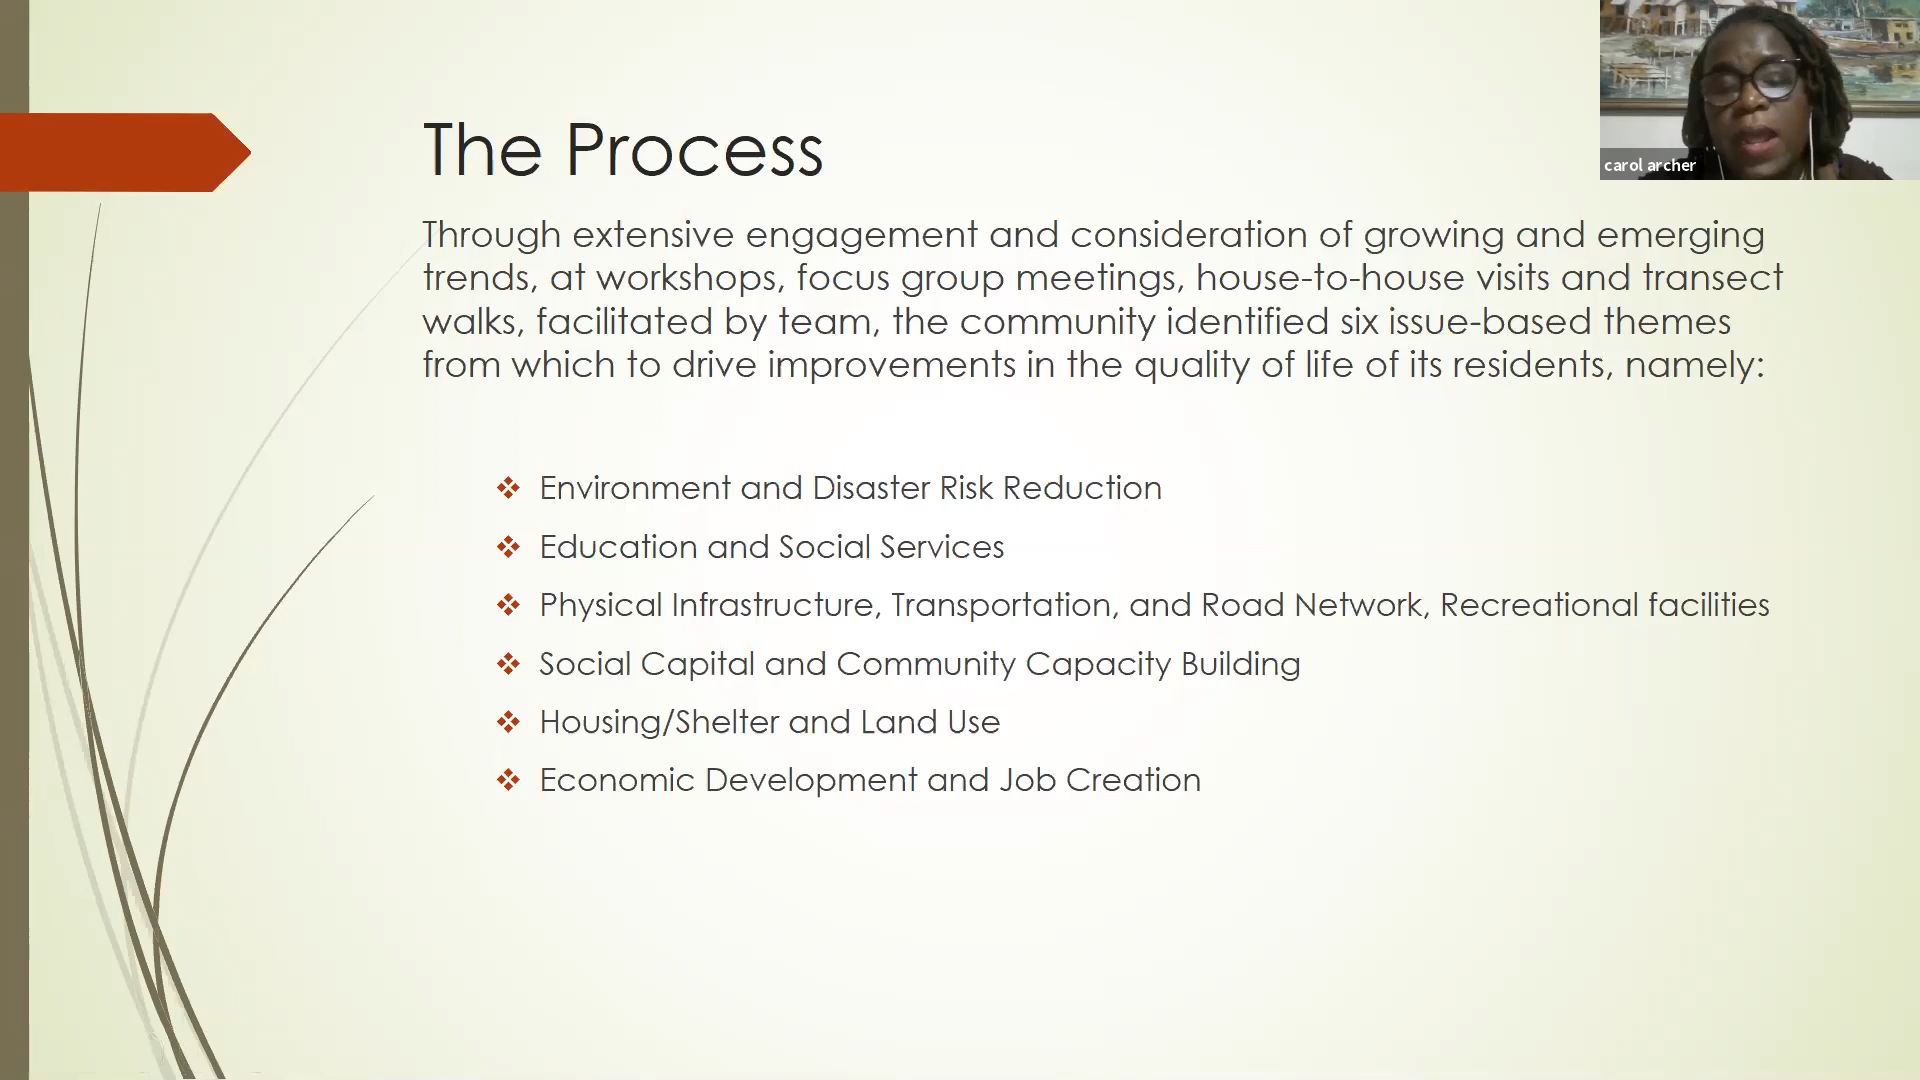 The Process
Through extensive engagement and consideration of growing and emerging
trends, at workshops, focus group meetings, house-to-house visits and transect
walks, facilitated by team, the community identified six issue-based themes
from which to drive improvements in the quality of life of its residents, namely:
Environment and Disaster Risk Reduction
Education and Social Services
Physical Infrastructure, Transportation, and Road Network, Recreational facilities
Social Capital and Community Capacity Building
Housing/Shelter and Land Use
Economic Development and Job Creation
carol archer